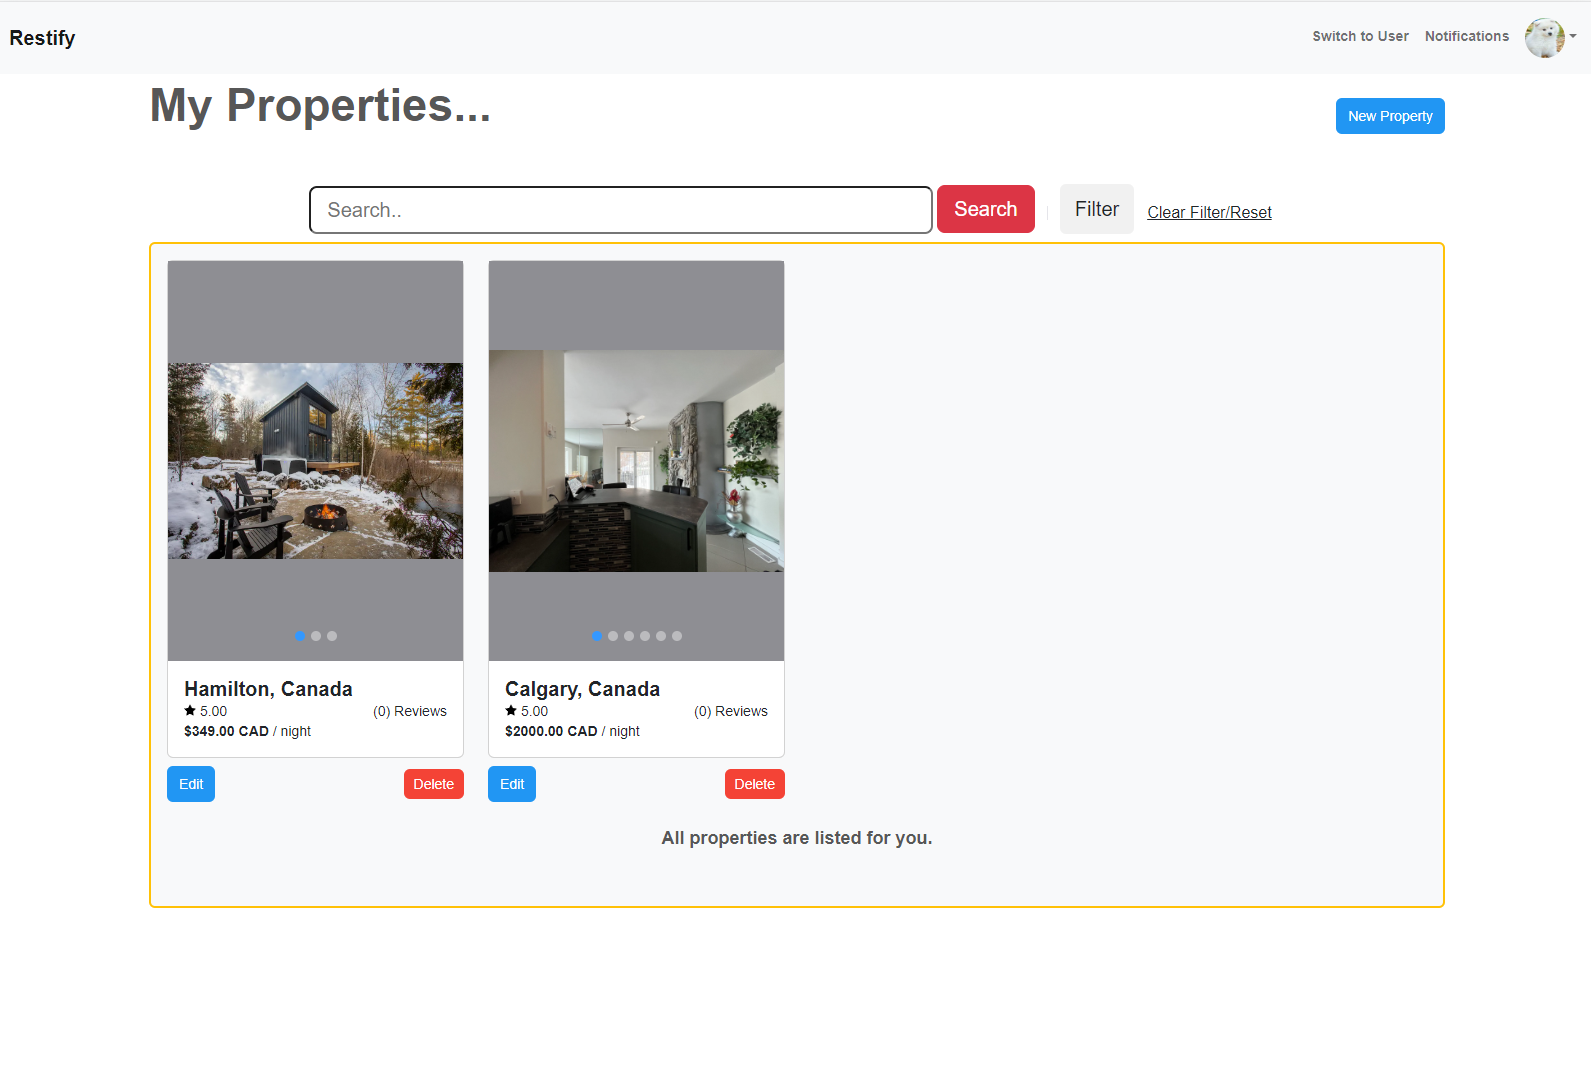 Restify
Switch to User
Notifications
My Properties...
New Property
Search..
Search
Filter
Clear Filter/Reset
Hamilton, Canada
5.00
(0) Reviews
$349.00 CAD / night
Edit
Delete
Calgary, Canada
5.00
(0) Reviews
$2000.00 CAD / night
Edit
Delete
All properties are listed for you.